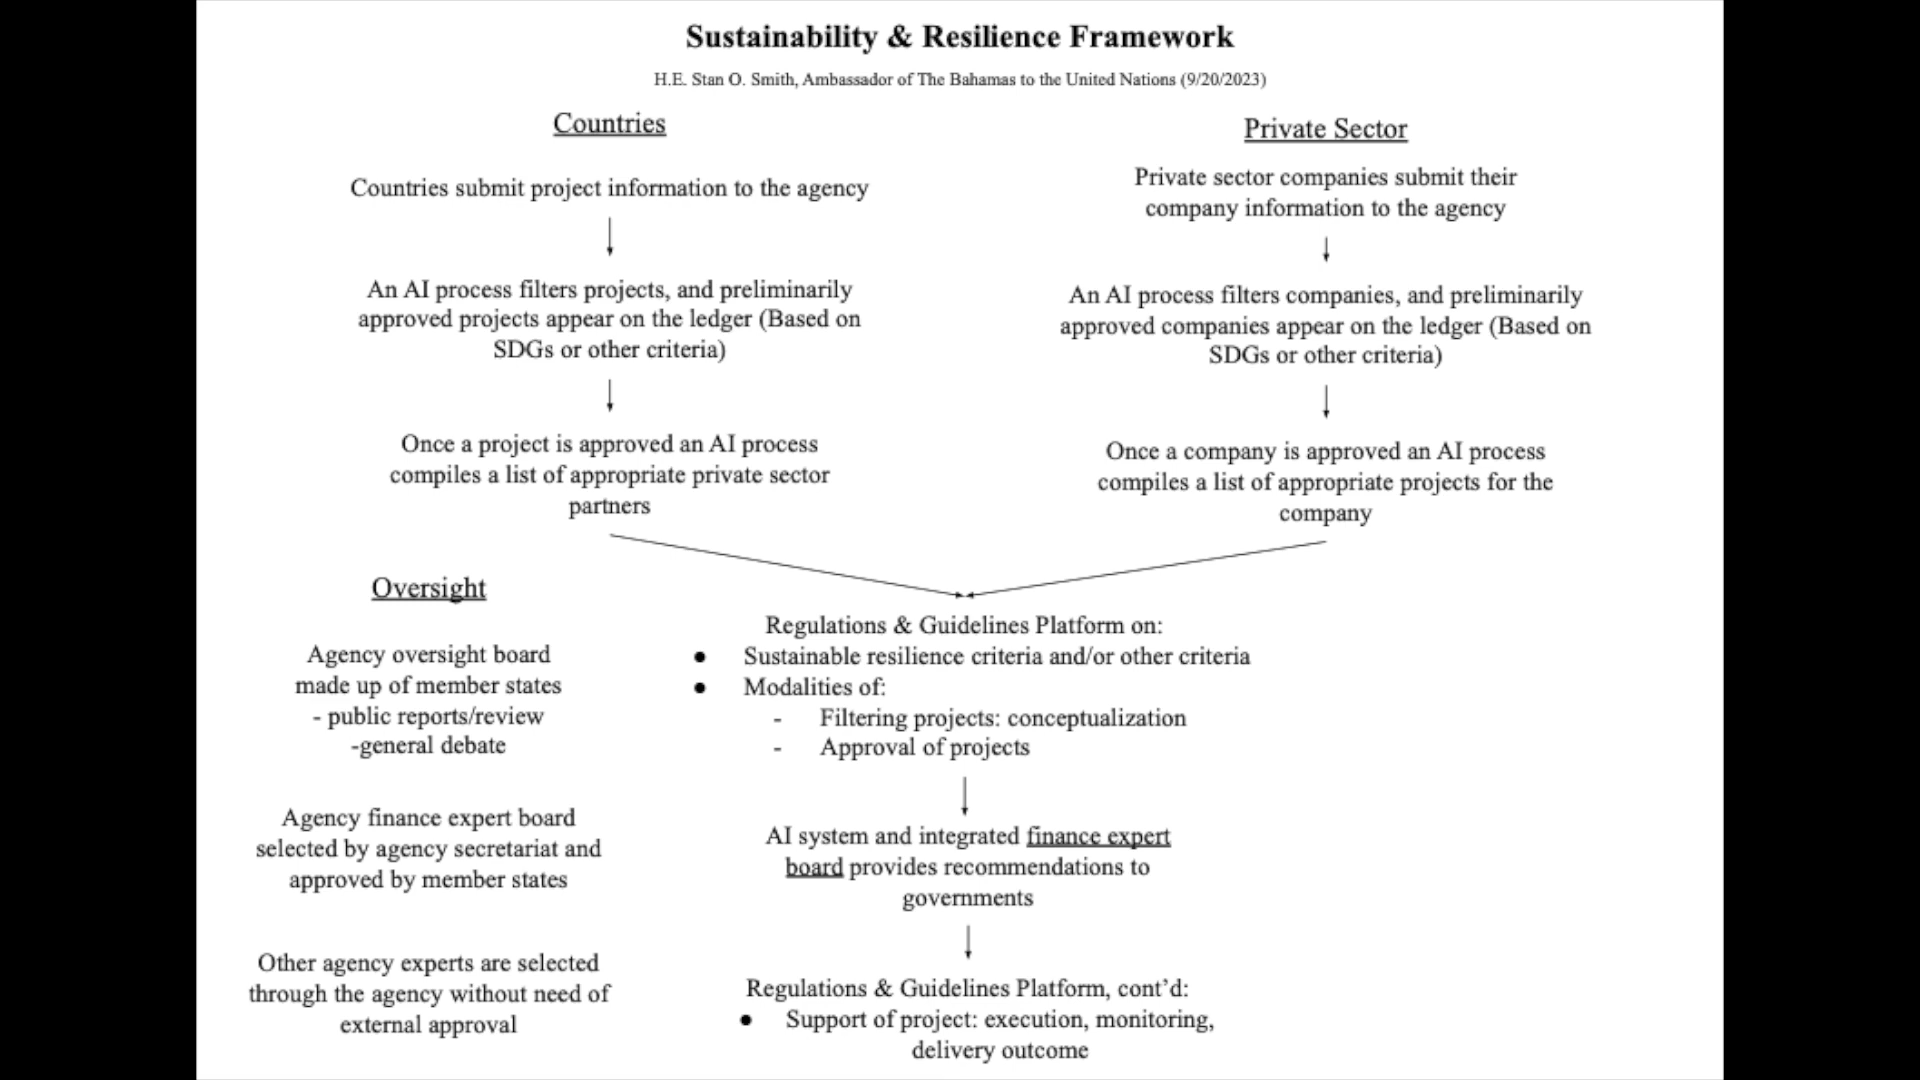 Sustainability & Resilience Framework
H.E. Stan O. Smith, Ambassador of The Bahamas to the United Nations (9/20/2023)
Countries
Countries submit project information to the agency
An AI process filters projects, and preliminarily
approved projects appear on the ledger (Based on
SDGs or other criteria)
Once a project is approved an AI process
compiles a list of appropriate private sector
partners
Private Sector
Private sector companies submit their
company information to the agency
An AI process filters companies, and preliminarily
approved companies appear on the ledger (Based on
SDGs or other criteria)
Once a company is approved an AI process
compiles a list of appropriate projects for the
company
Oversight
Agency oversight board
made up of member states
- public reports/review
-general debate
Agency finance expert board
selected by agency secretariat and
approved by member states
Other agency experts are selected
through the agency without need of
external approval
Regulations & Guidelines Platform on:
● Sustainable resilience criteria and/or other criteria
● Modalities of:
- Filtering projects: conceptualization
- Approval of projects
AI system and integrated finance expert
board provides recommendations to
governments
Regulations & Guidelines Platform, cont’d:
● Support of project: execution, monitoring,
delivery outcome